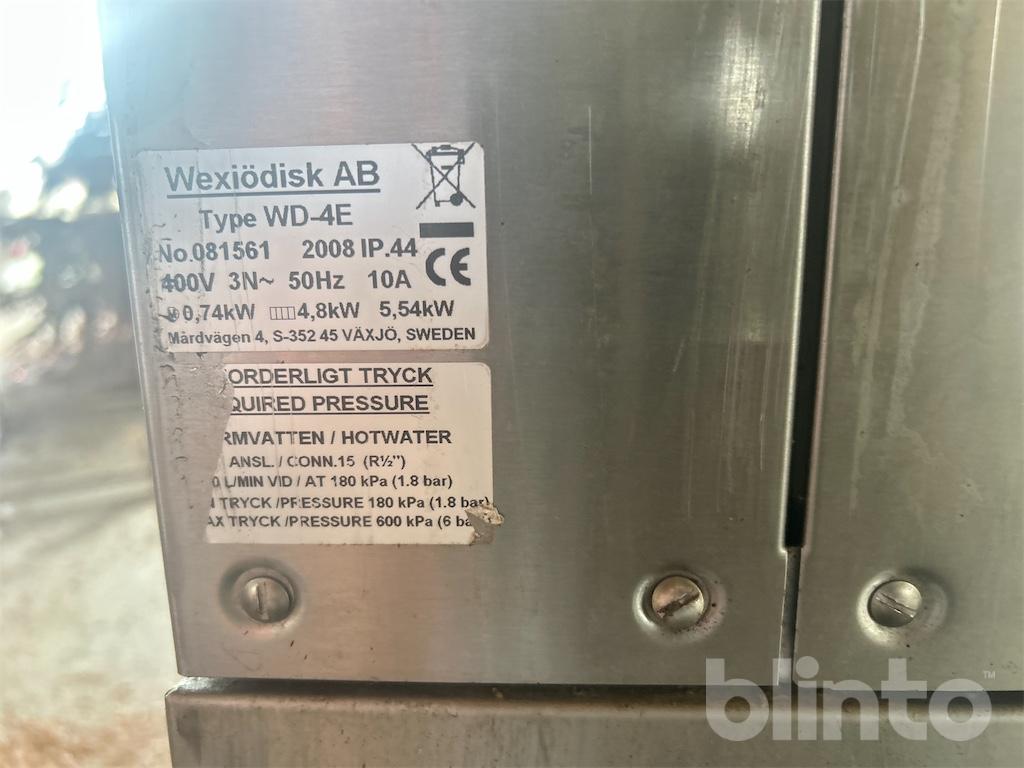 Wexiödisk AB
Type WD-4E
No.081561 2008 IP.44
400V 3N~ 50Hz 10A
CE
0,74kW 4,8kW 5,54kW
Mårdvägen 4, S-352 45 VÄXJÖ, SWEDEN
ORDERLIGT TRYCK
QUIRED PRESSURE
RMVATTEN / HOTWATER
ANSL./ CONN.15 (R½")
L/MIN VID / AT 180 kPa (1.8 bar)
TRYCK /PRESSURE 180 kPa (1.8 bar)
AX TRYCK /PRESSURE 600 kPa (6 ba
blinto™